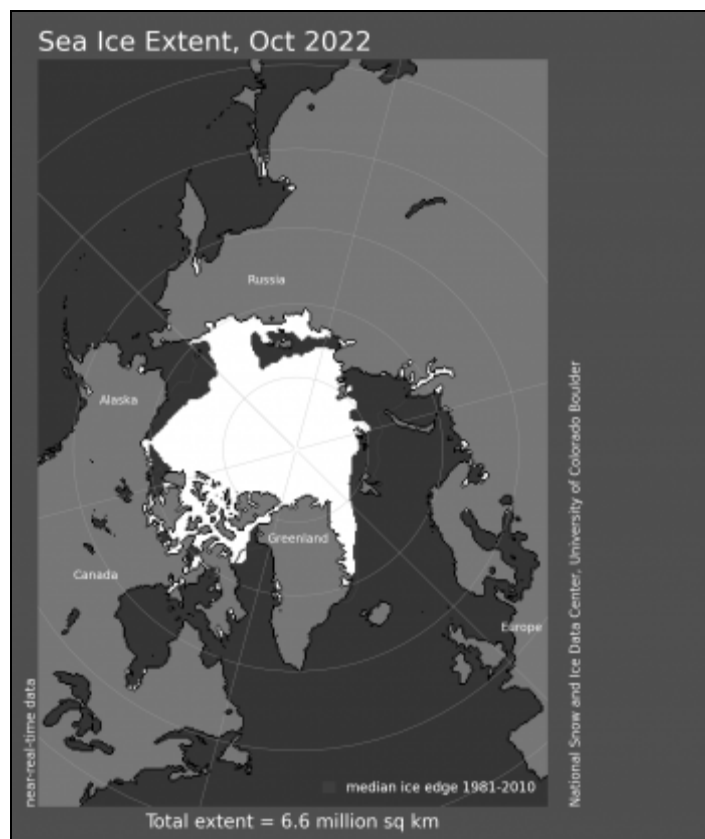 Sea Ice Extent, Oct 2022
Russia
Alaska
Greenland
Canada
Europe
near-real-time data
median ice edge 1981-2010
Total extent = 6.6 million sq km
National Snow and Ice Data Center, University of Colorado Boulder